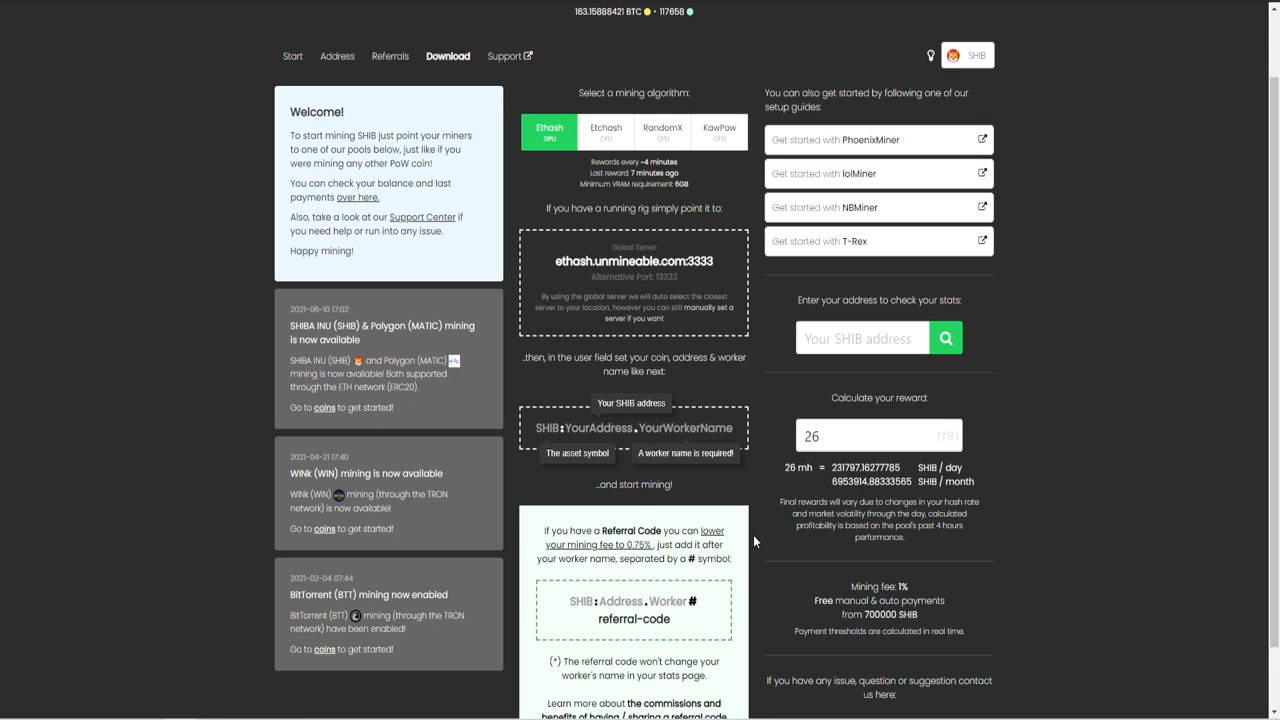 163.15888421 BTC • 117658
Start Address Referrals Download Support
SHIB
Welcome!
To start mining SHIB just point your miners
to one of our pools below, just like if you
were mining any other PoW coin!
You can check your balance and last
payments over here.
Also, take a look at our Support Center if
you need help or run into any issue.
Happy mining!
2021-06-10 17:02
SHIBA INU (SHIB) & Polygon (MATIC) mining
is now available
SHIBA INU (SHIB) and Polygon (MATIC)
mining is now available! Both supported
through the ETH network (ERC20).
Go to coins to get started!
2021-04-21 17:40
WINk (WIN) mining is now available
WINk (WIN) mining (through the TRON
network) is now available!
Go to coins to get started!
2021-02-04 07:44
BitTorrent (BTT) mining now enabled
BitTorrent (BTT) mining (through the TRON
network) have been enabled!
Go to coins to get started!
Select a mining algorithm:
Ethash Etchash RandomX KawPow
GPU GPU CPU GPU
Rewards every ~4 minutes
Last reward: 7 minutes ago
Minimum VRAM requirement: 6GB
If you have a running rig simply point it to:
Global Server
ethash.unmineable.com:3333
Alternative Port: 13333
By using the global server we will auto select the closest
server to your location, however you can still manually set a
server if you want
..then, in the user field set your coin, address & worker
name like next:
Your SHIB address
SHIB:YourAddress.YourWorkerName
The asset symbol A worker name is required!
...and start mining!
If you have a Referral Code you can lower
your mining fee to 0.75% , just add it after
your worker name, separated by a # symbol:
SHIB:Address.Worker#
referral-code
(*) The referral code won't change your
worker's name in your stats page.
Learn more about the commissions and
benefits of having / sharing a referral code
You can also get started by following one of our
setup guides:
Get started with PhoenixMiner
Get started with lolMiner
Get started with NBMiner
Get started with T-Rex
Enter your address to check your stats:
Your SHIB address
Calculate your reward:
26 mh
26 mh = 231797.16277785 SHIB / day
6953914.88333565 SHIB / month
Final rewards will vary due to changes in your hash rate
and market volatility through the day, calculated
profitability is based on the pool's past 4 hours
performance.
Mining fee: 1%
Free manual & auto payments
from 700000 SHIB
Payment thresholds are calculated in real time.
If you have any issue, question or suggestion contact
us here: